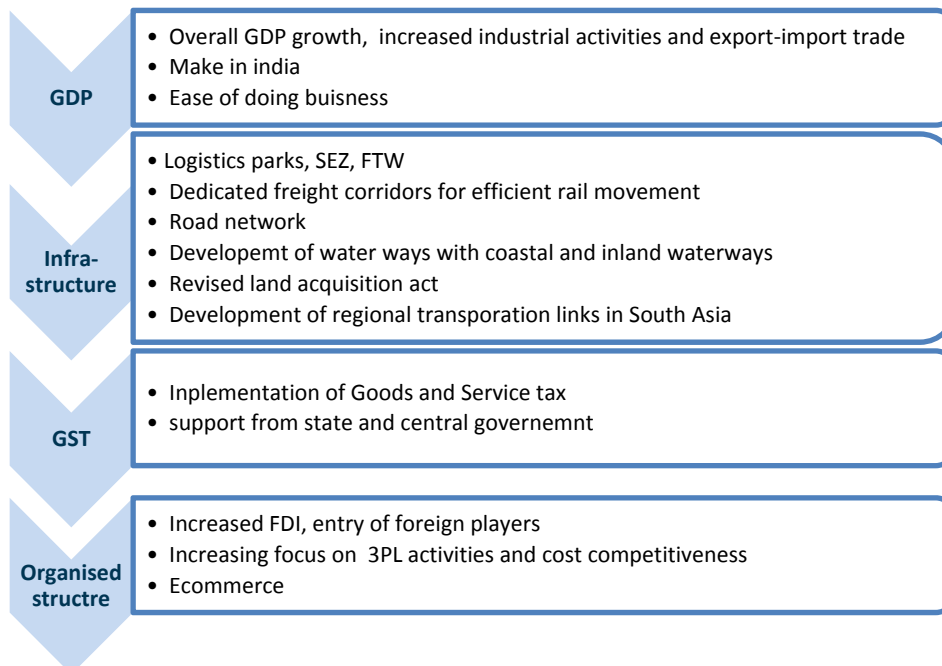 GDP
• Overall GDP growth, increased industrial activities and export-import trade
• Make in india
• Ease of doing buisness
Infra-
structure
• Logistics parks, SEZ, FTW
• Dedicated freight corridors for efficient rail movement
• Road network
• Developemt of water ways with coastal and inland waterways
• Revised land acquisition act
• Development of regional transporation links in South Asia
GST
• Inplementation of Goods and Service tax
• support from state and central governemnt
Organised
structre
• Increased FDI, entry of foreign players
• Increasing focus on 3PL activities and cost competitiveness
• Ecommerce